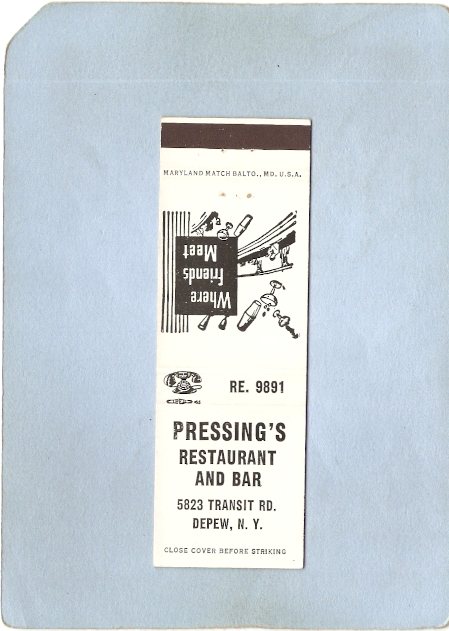 MARYLAND MATCH BALTO., MD. U.S.A.
Where
friends
Meet
RE. 9891
PRESSING'S
RESTAURANT
AND BAR
5823 TRANSIT RD.
DEPEW, N. Y.
CLOSE COVER BEFORE STRIKING